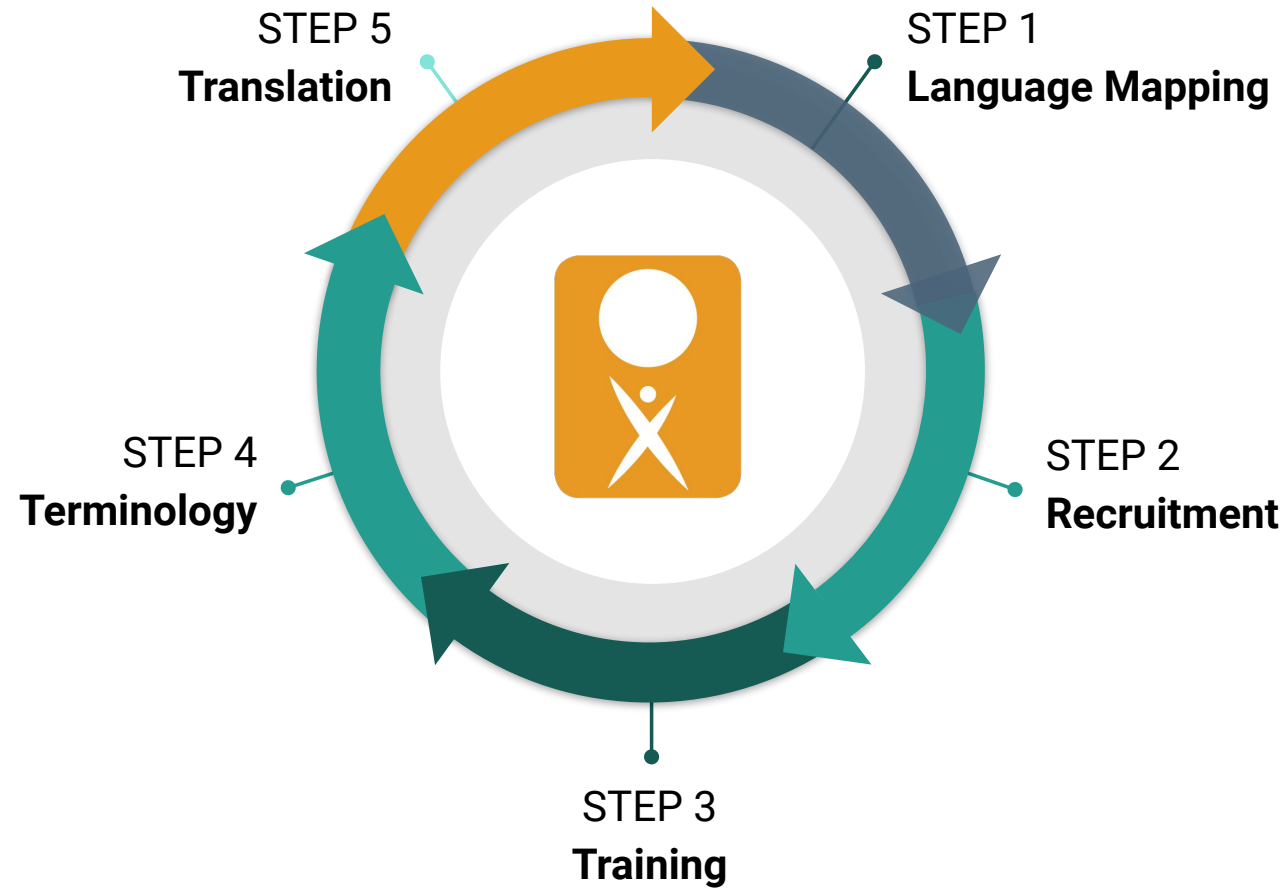 STEP 1
Language Mapping
STEP 2
Recruitment
STEP 3
Training
STEP 4
Terminology
STEP 5
Translation